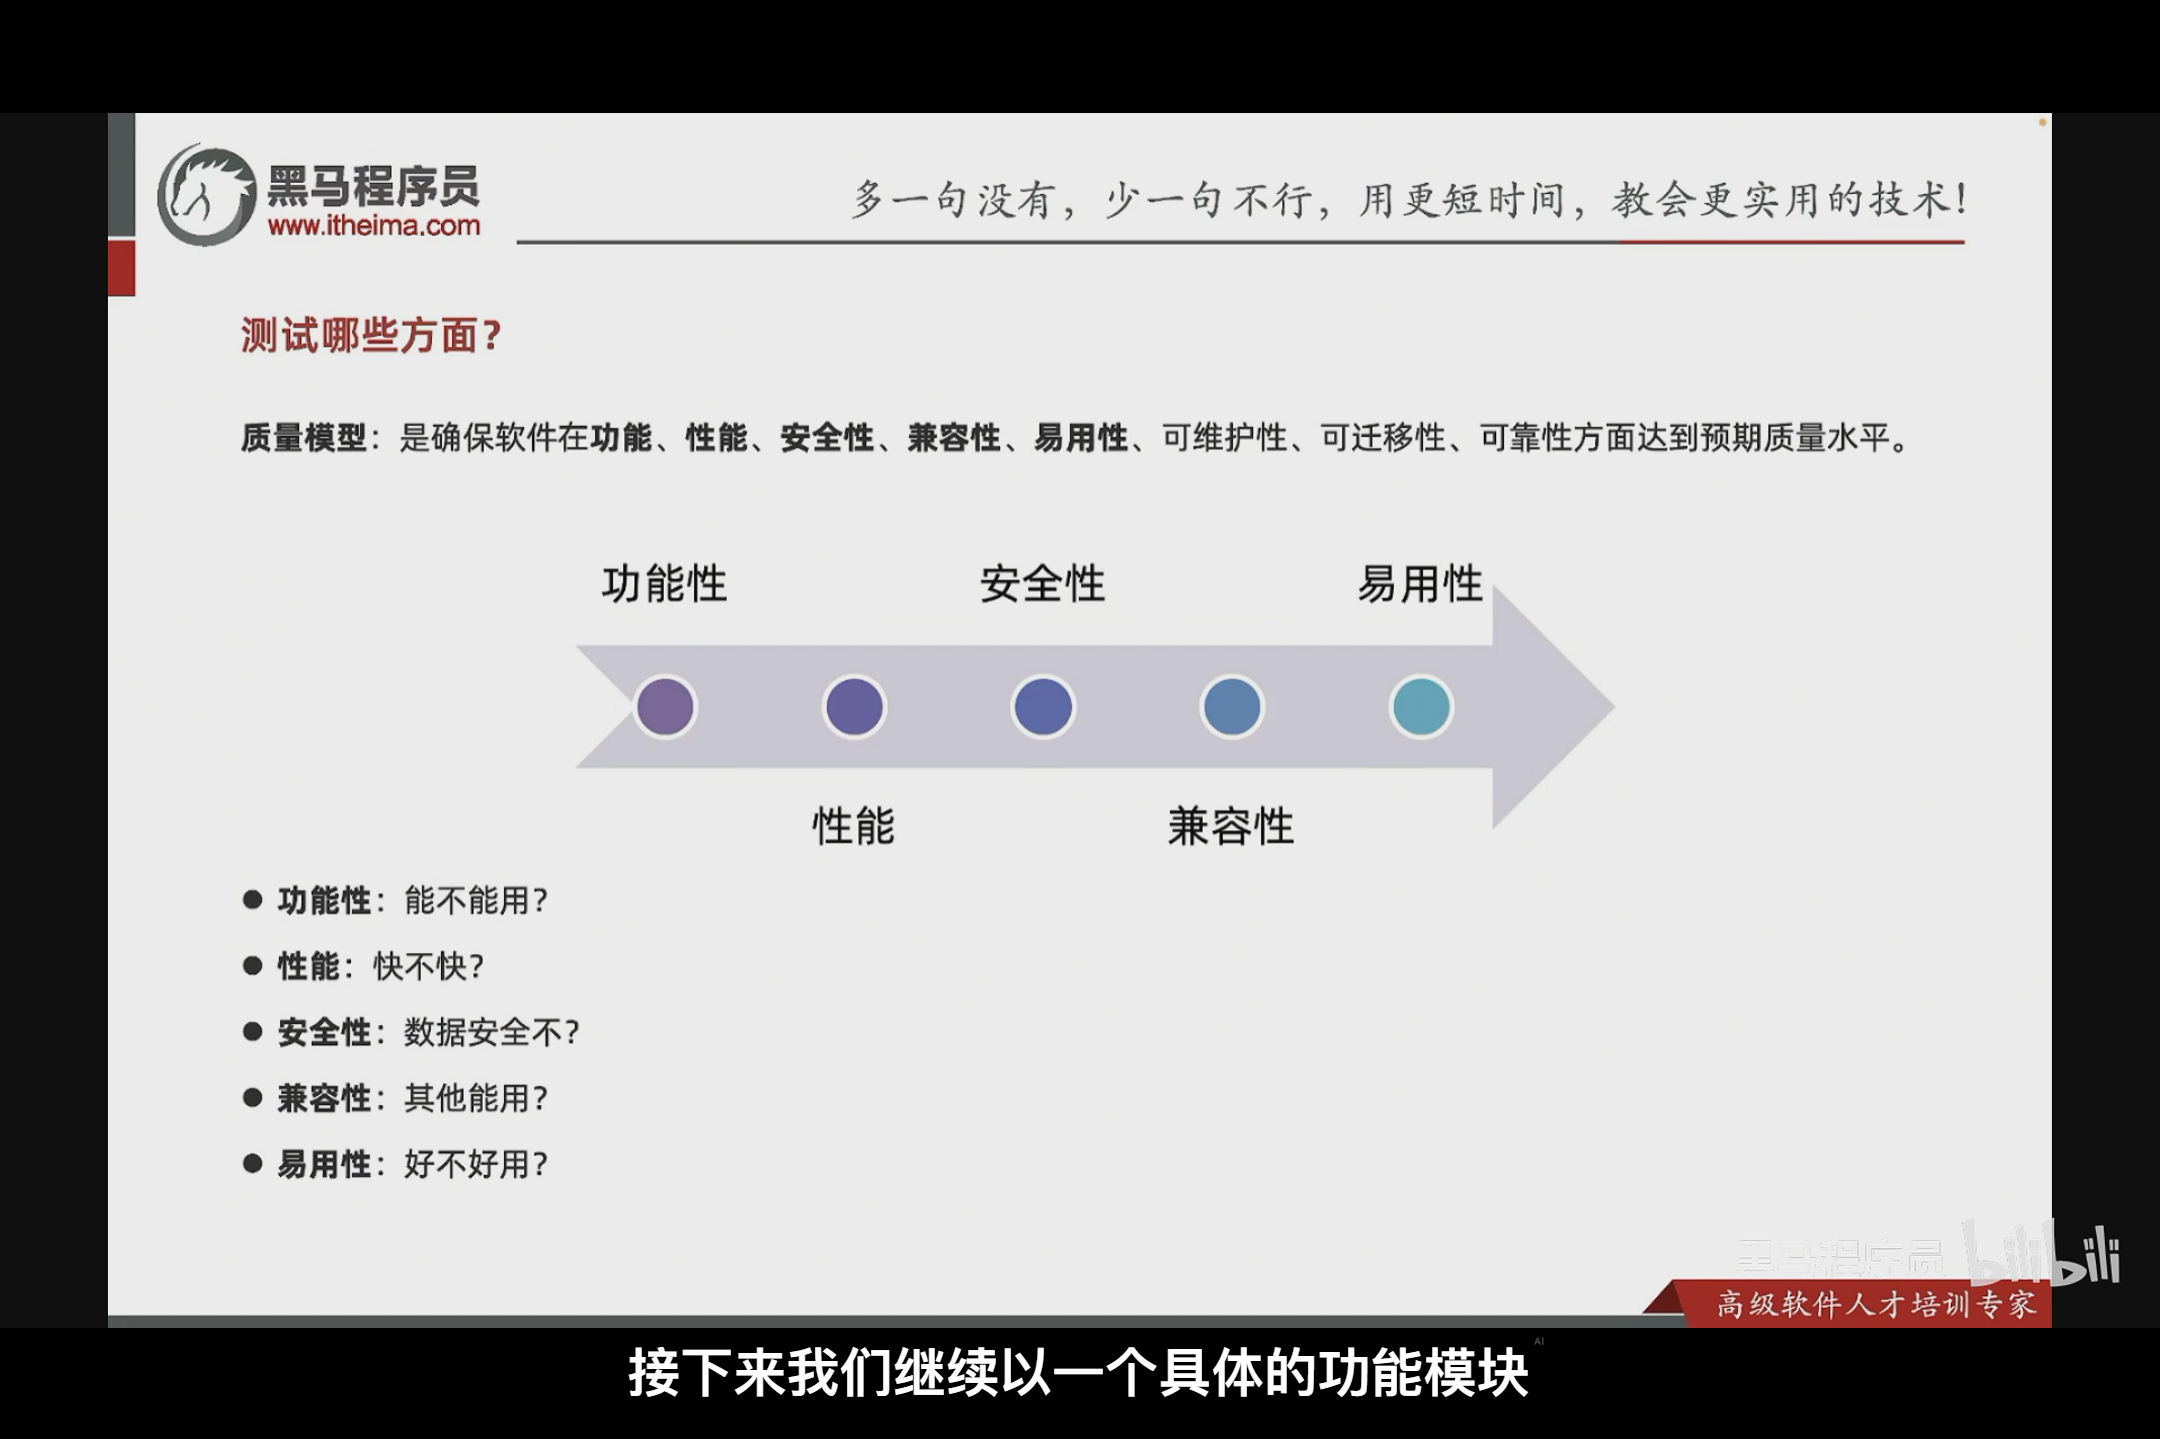 黑马程序员
www.itheima.com
多一句没有，少一句不行，用更短时间，教会更实用的技术！
测试哪些方面？
质量模型：是确保软件在功能、性能、安全性、兼容性、易用性、可维护性、可迁移性、可靠性方面达到预期质量水平。
功能性
安全性
易用性
性能
兼容性
● 功能性：能不能用？
● 性能：快不快？
● 安全性：数据安全不？
● 兼容性：其他能用？
● 易用性：好不好用？
黑马程序员 bilibili
高级软件人才培训专家
接下来我们继续以一个具体的功能模块
AI